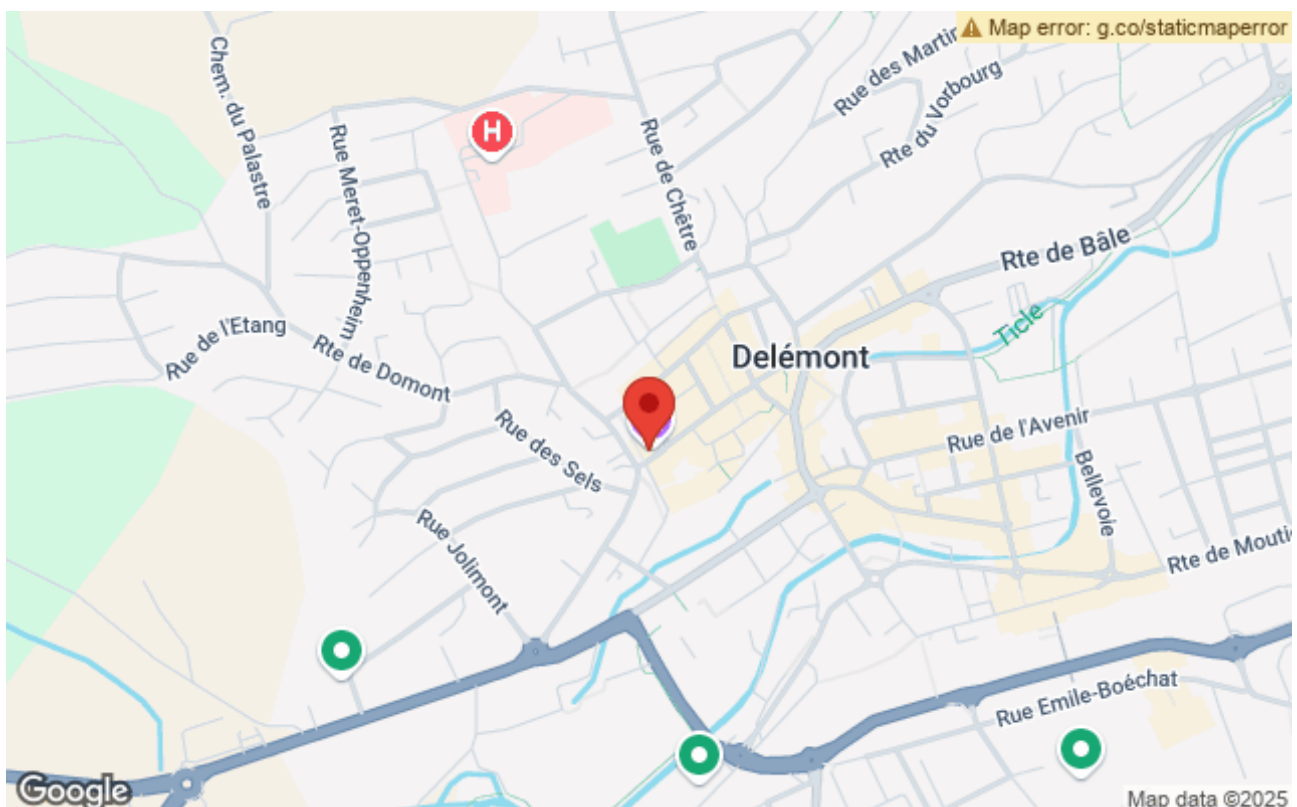 Map error: g.co/staticmaperror
Chem. du Palastre
Rue des Martin
Rte du Vorbourg
H
Rue Meret-Oppenheim
Rue de Chêtre
Rte de Bâle
Ticle
Rue de l'Etang
Rte de Domont
Delémont
Rue des Sels
Rue de l'Avenir
Bellevoie
Rue Jolimont
Rte de Moutie
Rue Emile-Boéchat
Google
Map data ©2025